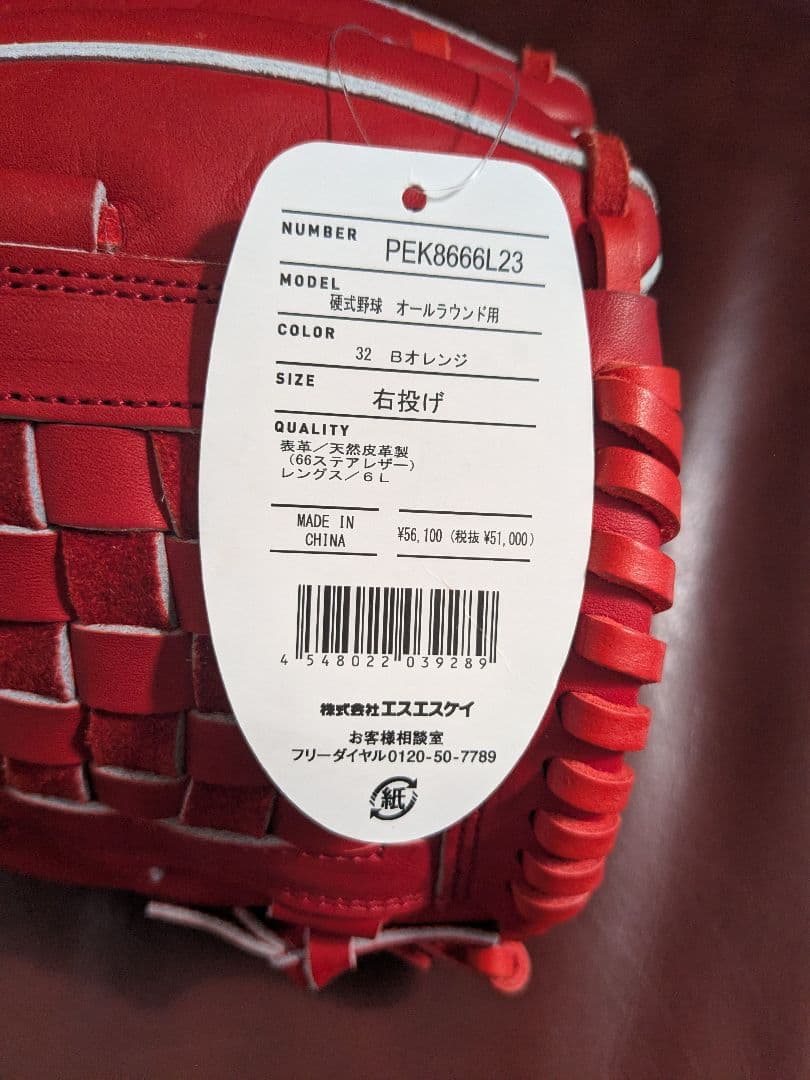 NUMBER PEK8666L23
MODEL
硬式野球 オールラウンド用
COLOR
32 Bオレンジ
SIZE
右投げ
QUALITY
表革／天然皮革製
（66ステアレザー）
レングス／６Ｌ
MADE IN
CHINA
¥56,100 (税抜 ¥51,000)
4 548022 039289
株式会社エスエスケイ
お客様相談室
フリーダイヤル0120-50-7789
紙